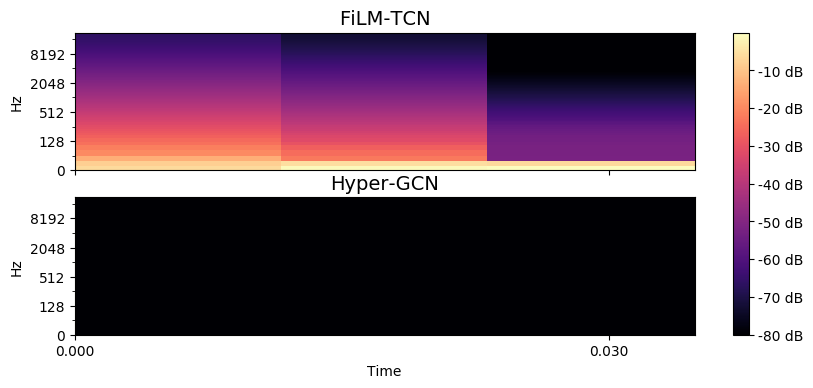 FiLM-TCN
Hz
8192
2048
512
128
0
Hyper-GCN
Hz
8192
2048
512
128
0
0.000
0.030
Time
-10 dB
-20 dB
-30 dB
-40 dB
-50 dB
-60 dB
-70 dB
-80 dB